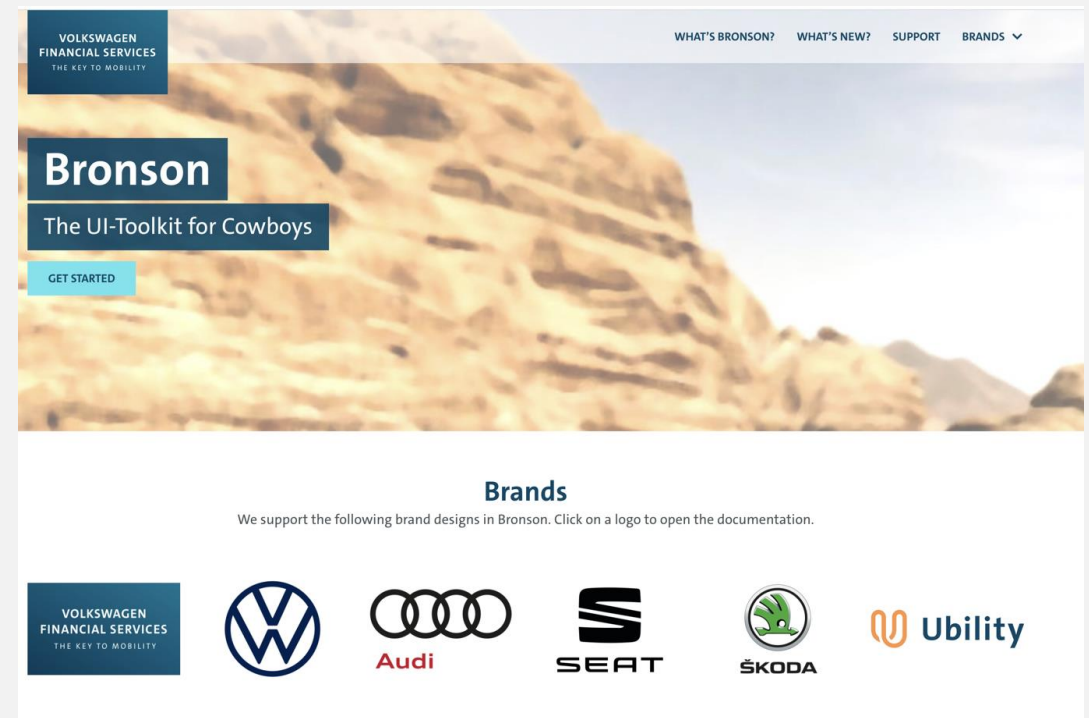 VOLKSWAGEN
FINANCIAL SERVICES
THE KEY TO MOBILITY
WHAT'S BRONSON? WHAT'S NEW? SUPPORT BRANDS
Bronson
The UI-Toolkit for Cowboys
GET STARTED
Brands
We support the following brand designs in Bronson. Click on a logo to open the documentation.
VOLKSWAGEN
FINANCIAL SERVICES
THE KEY TO MOBILITY
VW
Audi
SEAT
ŠKODA
Ubility